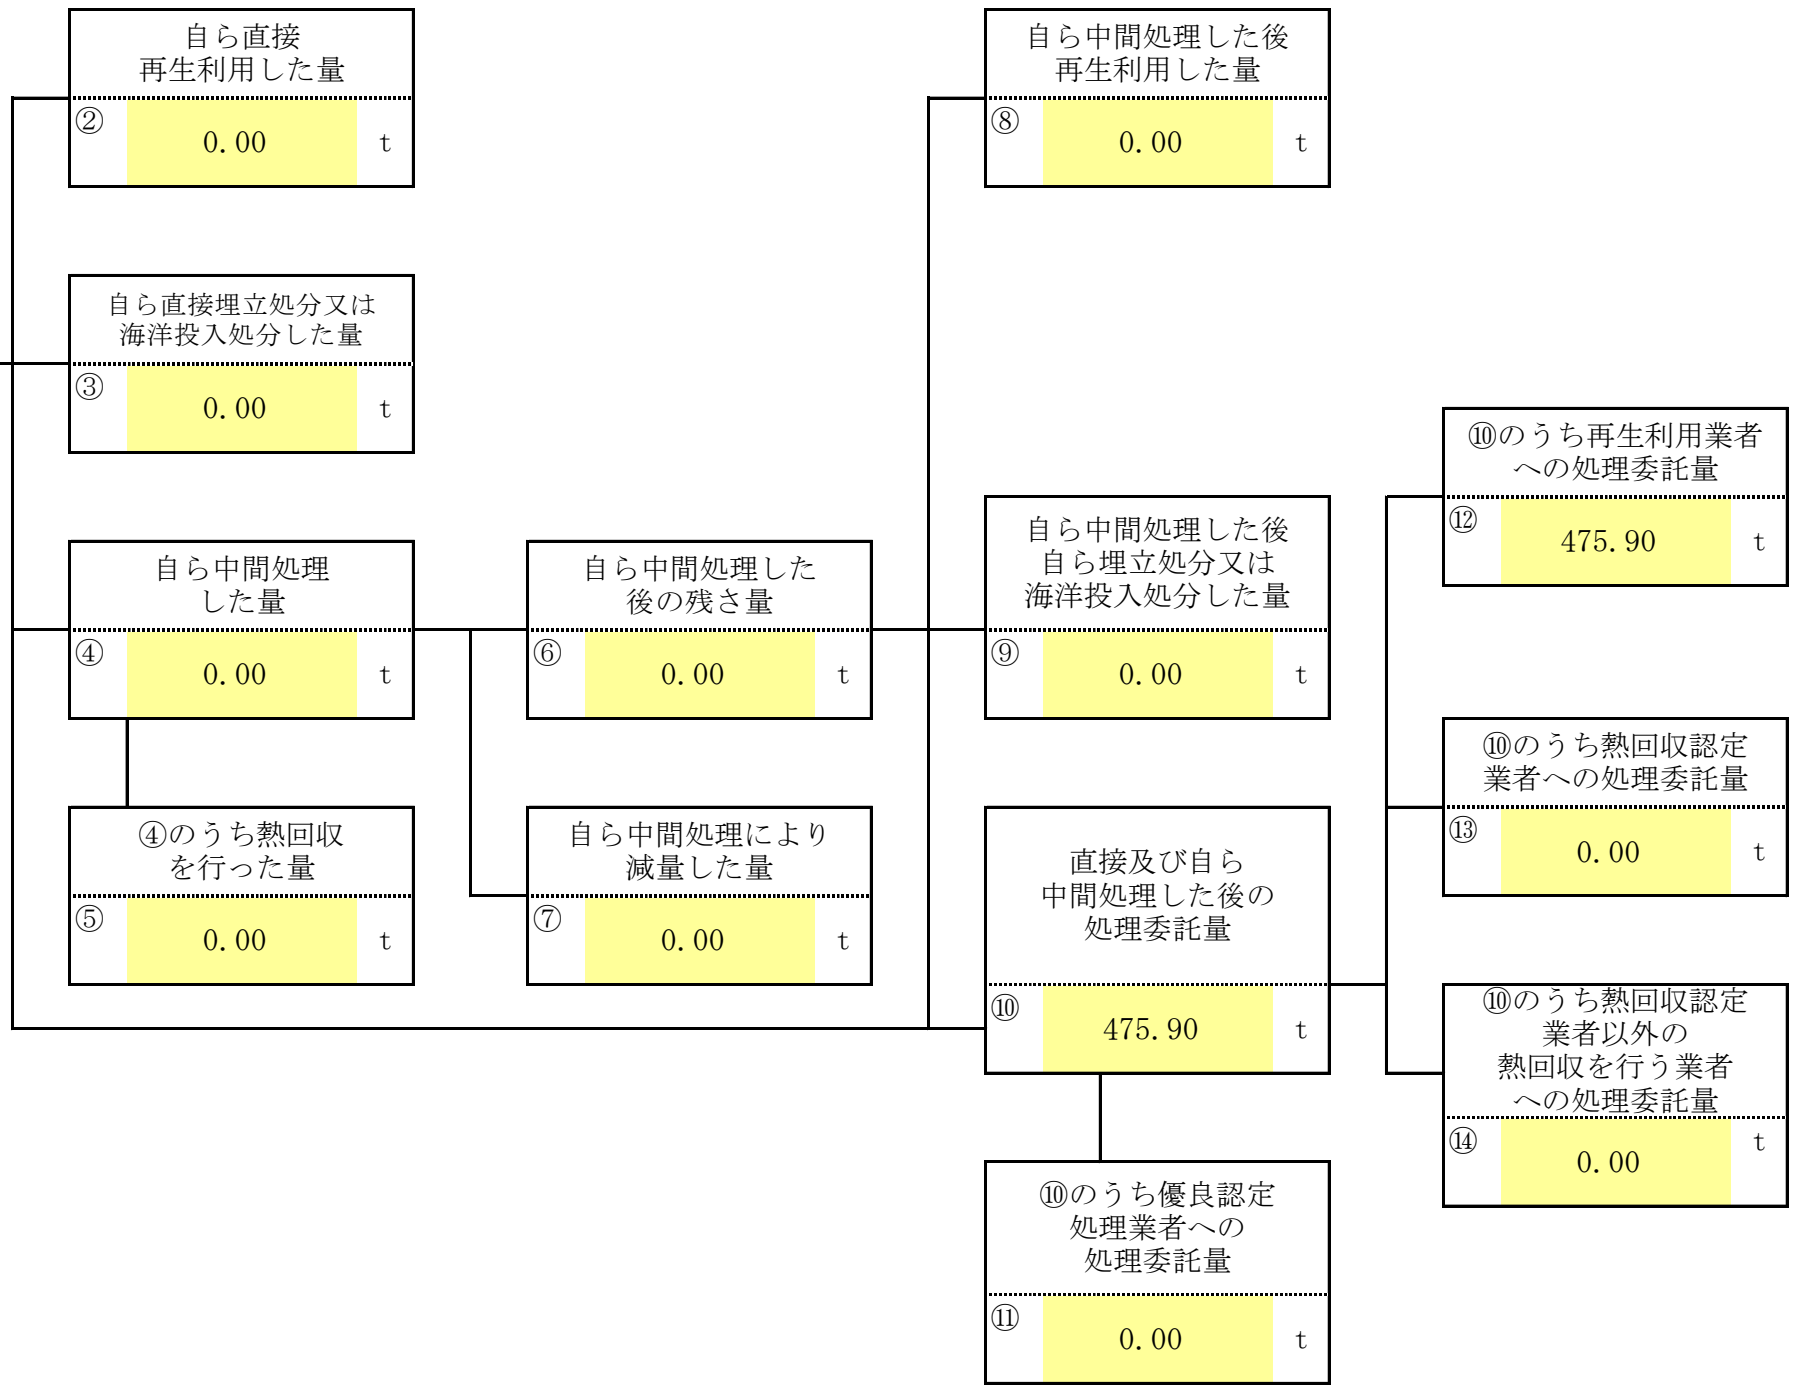 自ら直接
再生利用した量
②
0.00
t
自ら直接埋立処分又は
海洋投入処分した量
③
0.00
t
自ら中間処理
した量
④
0.00
t
④のうち熱回収
を行った量
⑤
0.00
t
自ら中間処理した
後の残さ量
⑥
0.00
t
自ら中間処理により
減量した量
⑦
0.00
t
自ら中間処理した後
再生利用した量
⑧
0.00
t
自ら中間処理した後
自ら埋立処分又は
海洋投入処分した量
⑨
0.00
t
直接及び自ら
中間処理した後の
処理委託量
⑩
475.90
t
⑩のうち優良認定
処理業者への
処理委託量
⑪
0.00
t
⑩のうち再生利用業者
への処理委託量
⑫
475.90
t
⑩のうち熱回収認定
業者への処理委託量
⑬
0.00
t
⑩のうち熱回収認定
業者以外の
熱回収を行う業者
への処理委託量
⑭
0.00
t